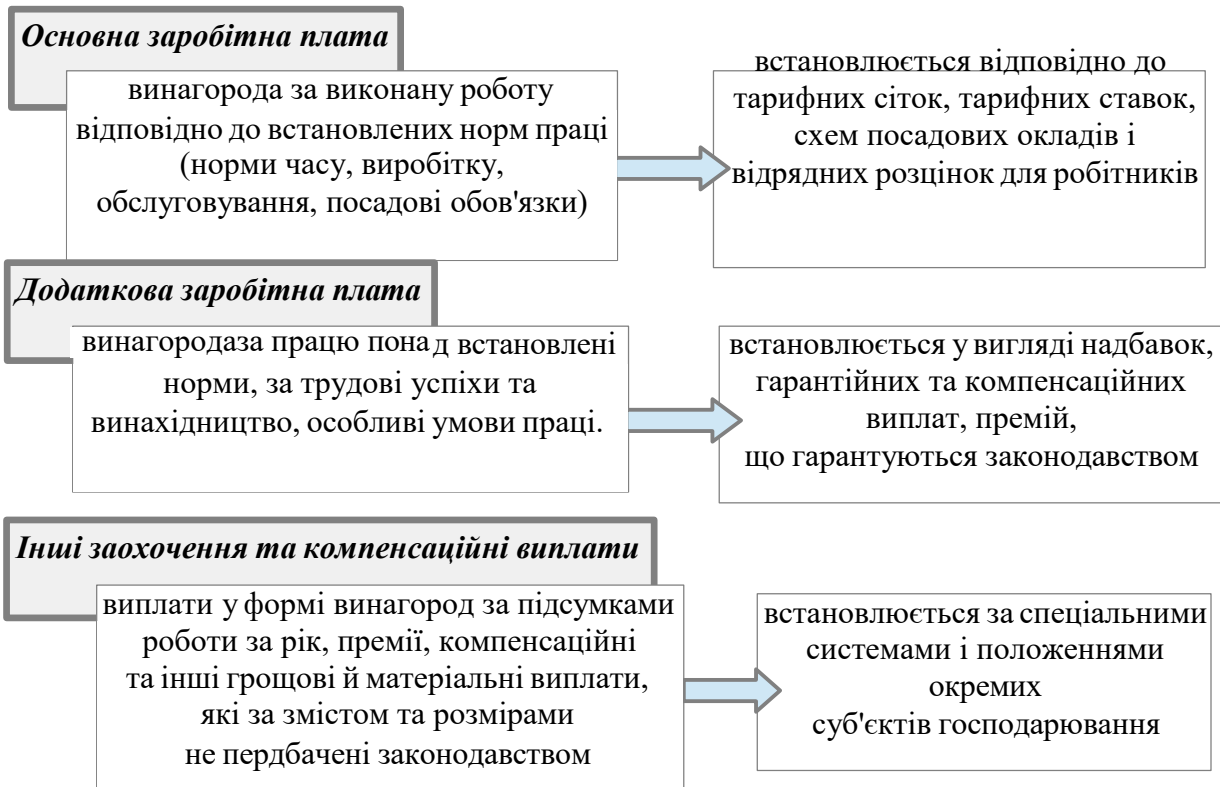 Основна заробітна плата
винагорода за виконану роботу
відповідно до встановлених норм праці
(норми часу, виробітку,
обслуговування, посадові обов'язки)
встановлюється відповідно до
тарифних сіток, тарифних ставок,
схем посадових окладів і
відрядних розцінок для робітників
Додаткова заробітна плата
винагородаза працю понад встановлені
норми, за трудові успіхи та
винахідництво, особливі умови праці.
встановлюється у вигляді надбавок,
гарантійних та компенсаційних
виплат, премій,
що гарантуються законодавством
Інші заохочення та компенсаційні виплати
виплати у формі винагород за підсумками
роботи за рік, премії, компенсаційні
та інші грощові й матеріальні виплати,
які за змістом та розмірами
не пердбачені законодавством
встановлюється за спеціальними
системами і положеннями
окремих
суб'єктів господарювання